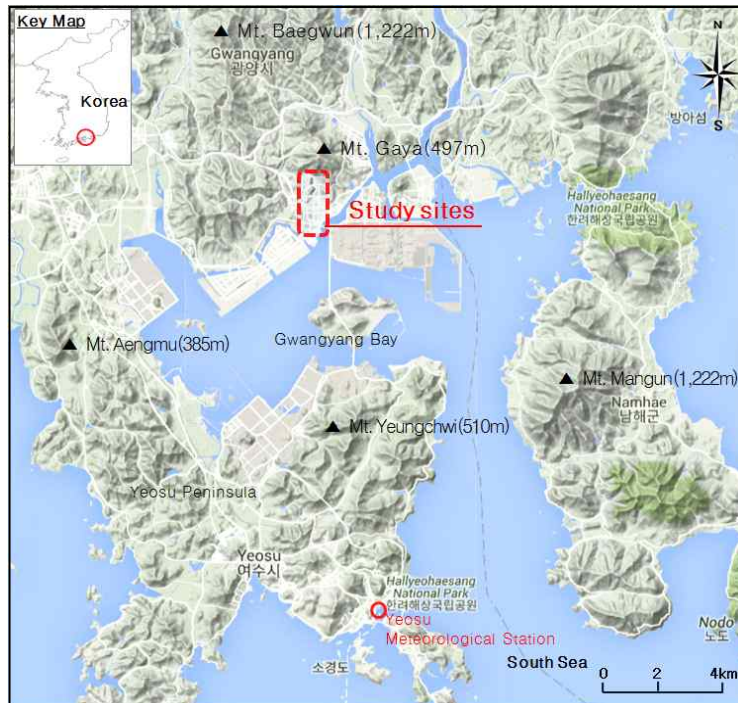 Key Map
Korea
▲ Mt. Baegwun(1,222m)
Gwangyang
광양시
N
S
방아섬
▲ Mt. Gaya(497m)
Study sites
Hallyeohaesang
National Park
한려해상국립공원
▲ Mt. Aengmu(385m)
Gwangyang Bay
▲ Mt. Mangun(1,222m)
Namhae
남해군
▲ Mt. Yeungchwi(510m)
Yeosu Peninsula
Yeosu
여수시
Hallyeohaesang
National Park
한려해상국립공원
Yeosu
Meteorological Station
소경도
South Sea
Nodo
노도
0 2 4km